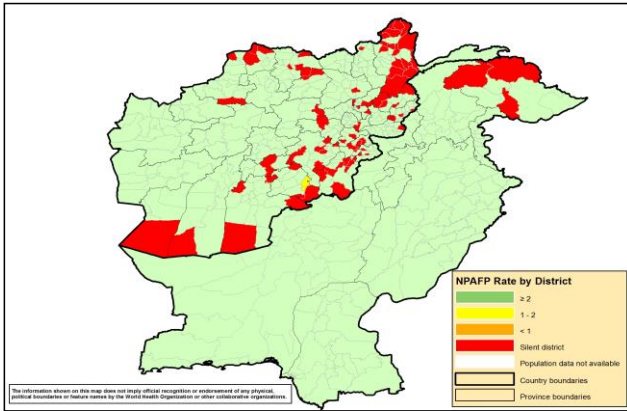 NPAFP Rate by District
≥ 2
1 - 2
< 1
Silent district
Population data not available
Country boundaries
Province boundaries
The information shown on this map does not imply official recognition or endorsement of any physical,
political boundaries or feature names by the World Health Organization or other collaborative organizations.